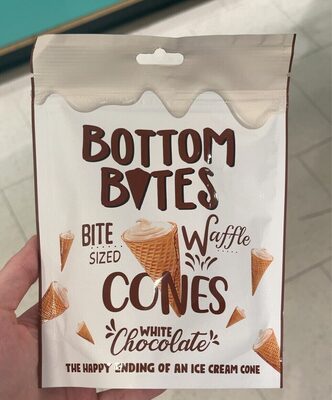 BOTTOM
BITES
BITE Waffle
SIZED
CONES
WHITE
Chocolate
THE HAPPY ENDING OF AN ICE CREAM CONE